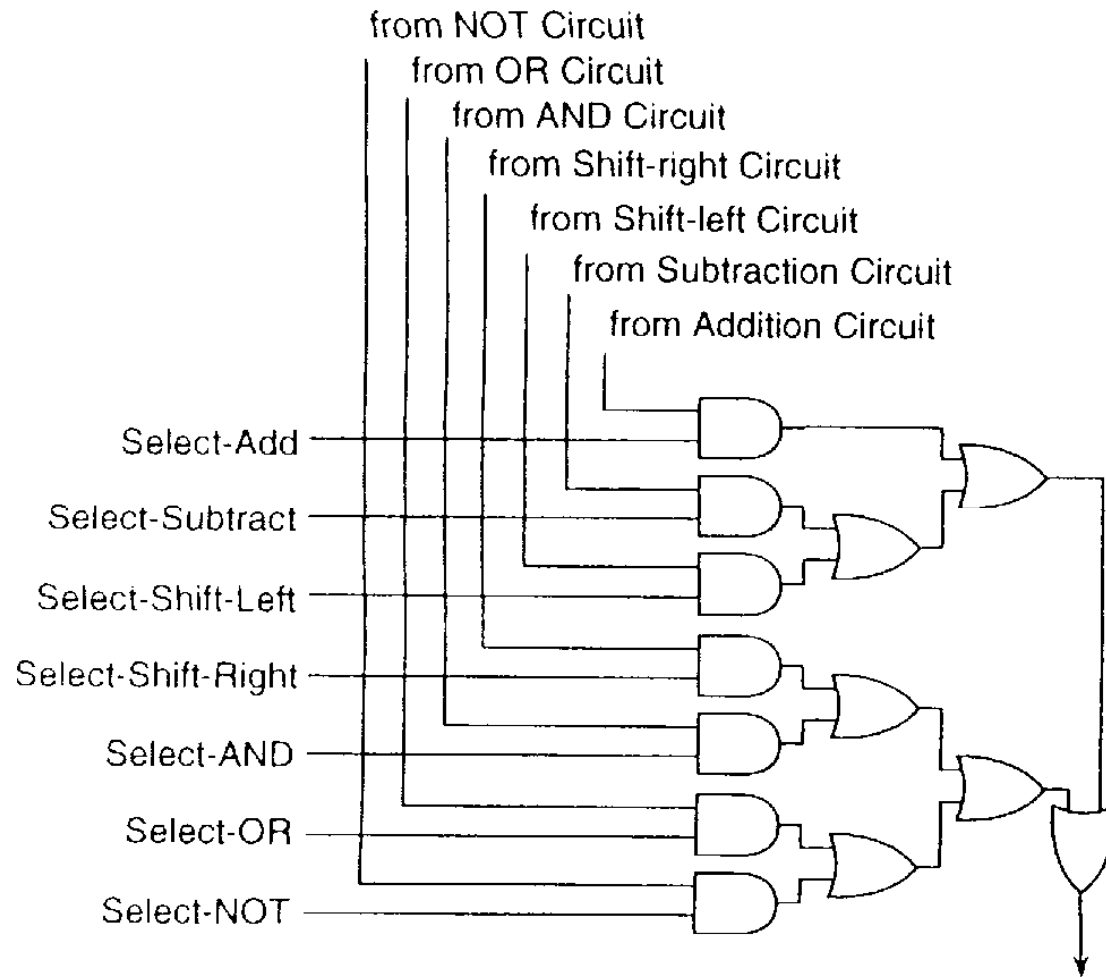 from NOT Circuit
from OR Circuit
from AND Circuit
from Shift-right Circuit
from Shift-left Circuit
from Subtraction Circuit
from Addition Circuit
Select-Add
Select-Subtract
Select-Shift-Left
Select-Shift-Right
Select-AND
Select-OR
Select-NOT